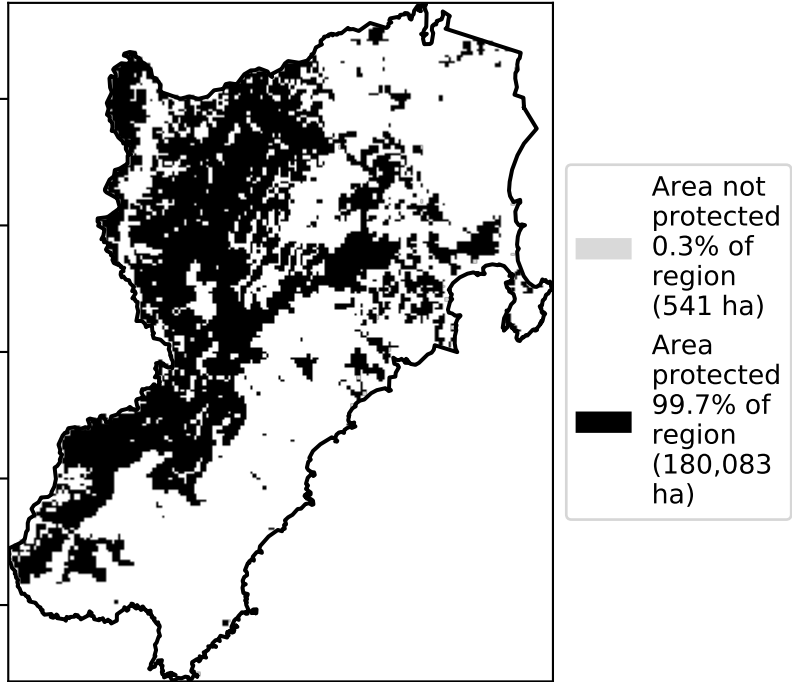 Area not
protected
0.3% of
region
(541 ha)
Area
protected
99.7% of
region
(180,083
ha)